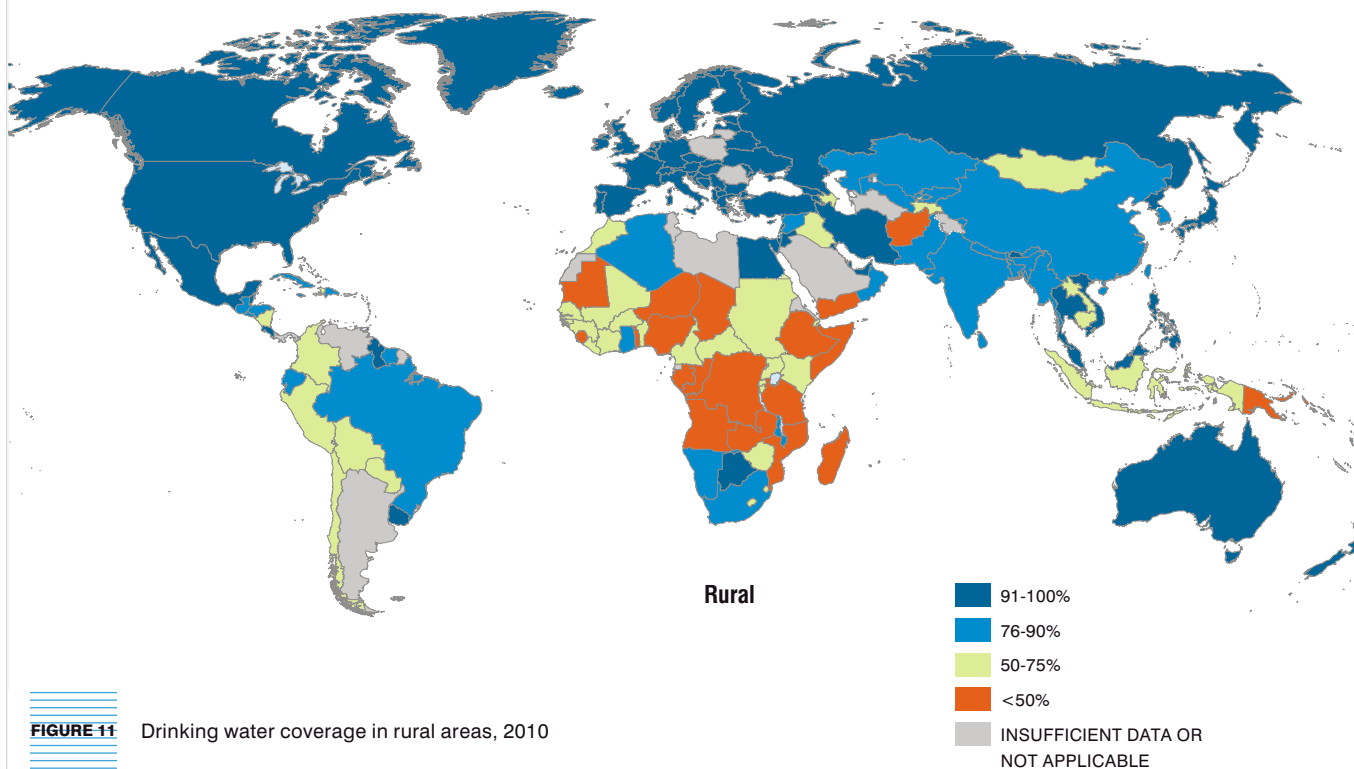 Rural
91-100%
76-90%
50-75%
<50%
INSUFFICIENT DATA OR
NOT APPLICABLE
FIGURE 11 Drinking water coverage in rural areas, 2010